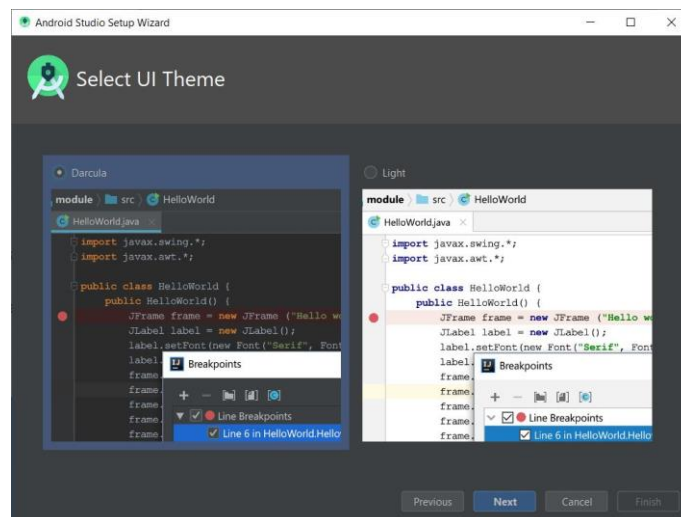 Android Studio Setup Wizard
Select UI Theme
Darcula
module src HelloWorld
HelloWorld.java
import javax.swing.*;
import javax.awt.*;
public class HelloWorld {
public HelloWorld() {
JFrame frame = new JFrame ("Hello
JLabel label = new JLabel();
label.setFont(new Font("Serif", Font
label.
frame.
frame.
frame.
frame.
frame.
Breakpoints
Line Breakpoints
Line 6 in HelloWorld.Hello
Light
module src HelloWorld
HelloWorld.java
import javax.swing.*;
import javax.awt.*;
public class HelloWorld {
public HelloWorld() {
JFrame frame = new JFrame ("Hello
JLabel label = new JLabel();
label.setFont(new Font("Serif", Font
label.
frame.
frame.
frame.
frame.
frame.
Breakpoints
Line Breakpoints
Line 6 in HelloWorld.Hello
Previous Next Cancel Finish